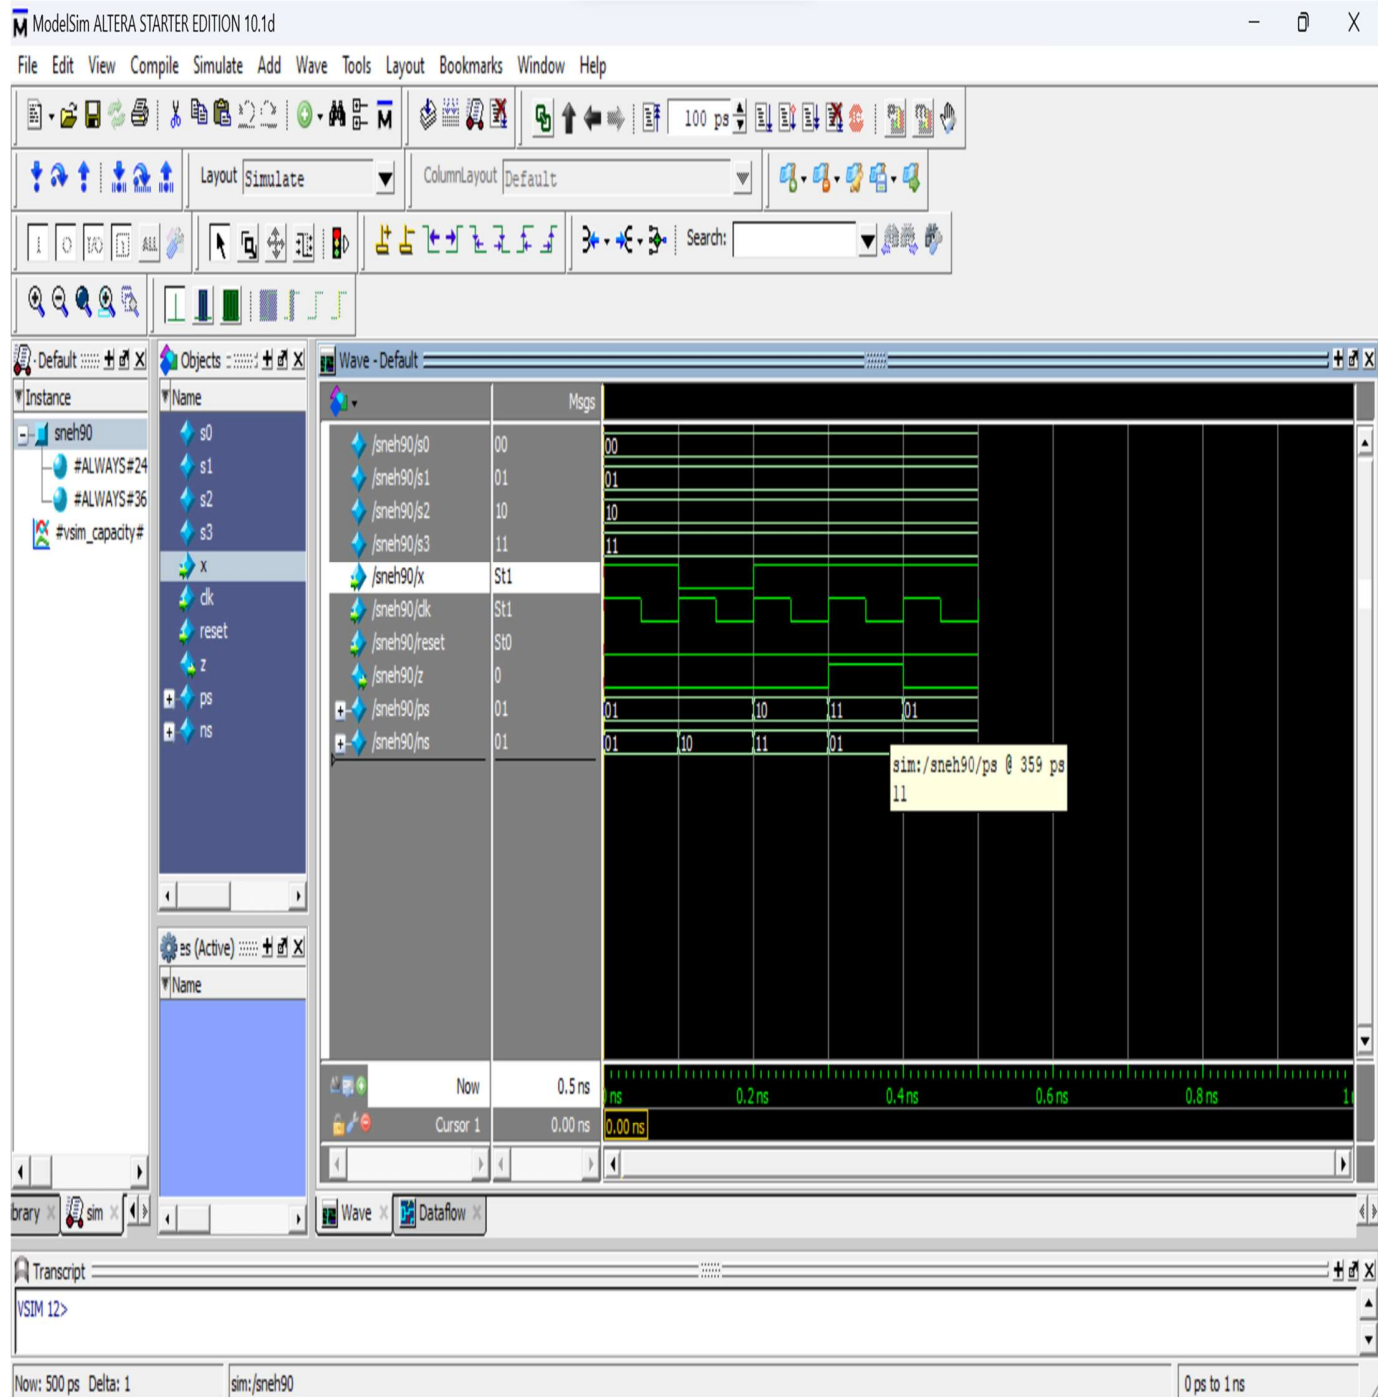 ModelSim ALTERA STARTER EDITION 10.1d
File Edit View Compile Simulate Add Wave Tools Layout Bookmarks Window Help
100 ps
Layout Simulate ColumnLayout Default
ALL Search:
Default Objects Wave - Default
Instance Name Msgs
sneh90 s0 /sneh90/s0 00 00
#ALWAYS#24 s1 /sneh90/s1 01 01
#ALWAYS#36 s2 /sneh90/s2 10 10
#vsim_capacity# s3 /sneh90/s3 11 11
x /sneh90/x St1
clk /sneh90/clk St1
reset /sneh90/reset St0
z /sneh90/z 0
ps /sneh90/ps 01 01 10 11 01
ns /sneh90/ns 01 01 10 11 01
sim:/sneh90/ps @ 359 ps
11
es (Active)
Name
Now 0.5 ns ns 0.2 ns 0.4 ns 0.6 ns 0.8 ns 1
Cursor 1 0.00 ns 0.00 ns
brary sim Wave Dataflow
Transcript
VSIM 12>
Now: 500 ps Delta: 1 sim:/sneh90 0 ps to 1 ns